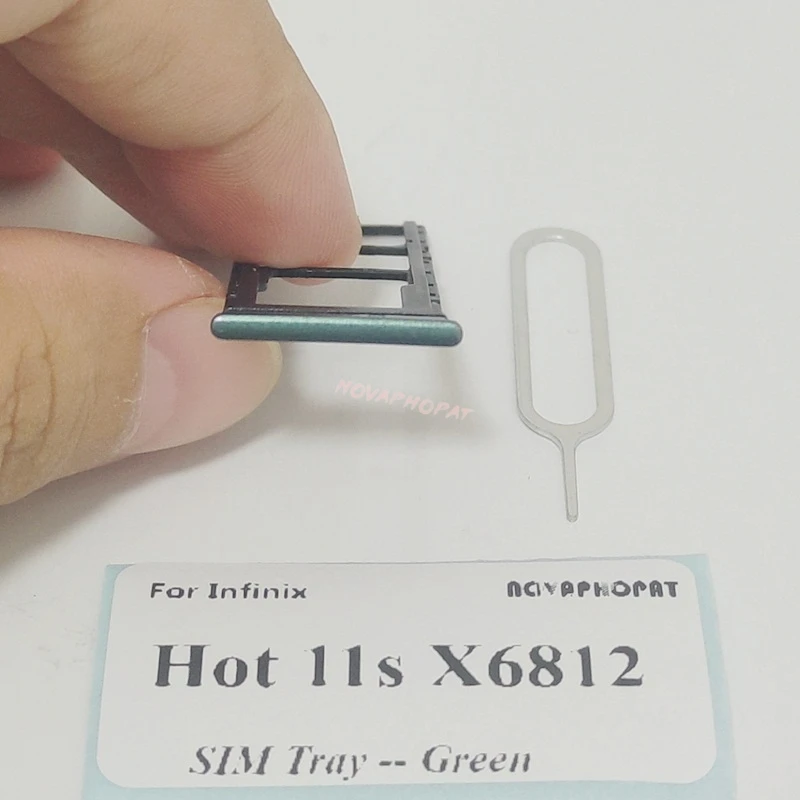 NOVAPHOPAT
For Infinix
NOVAPHOPAT
Hot 11s X6812
SIM Tray -- Green